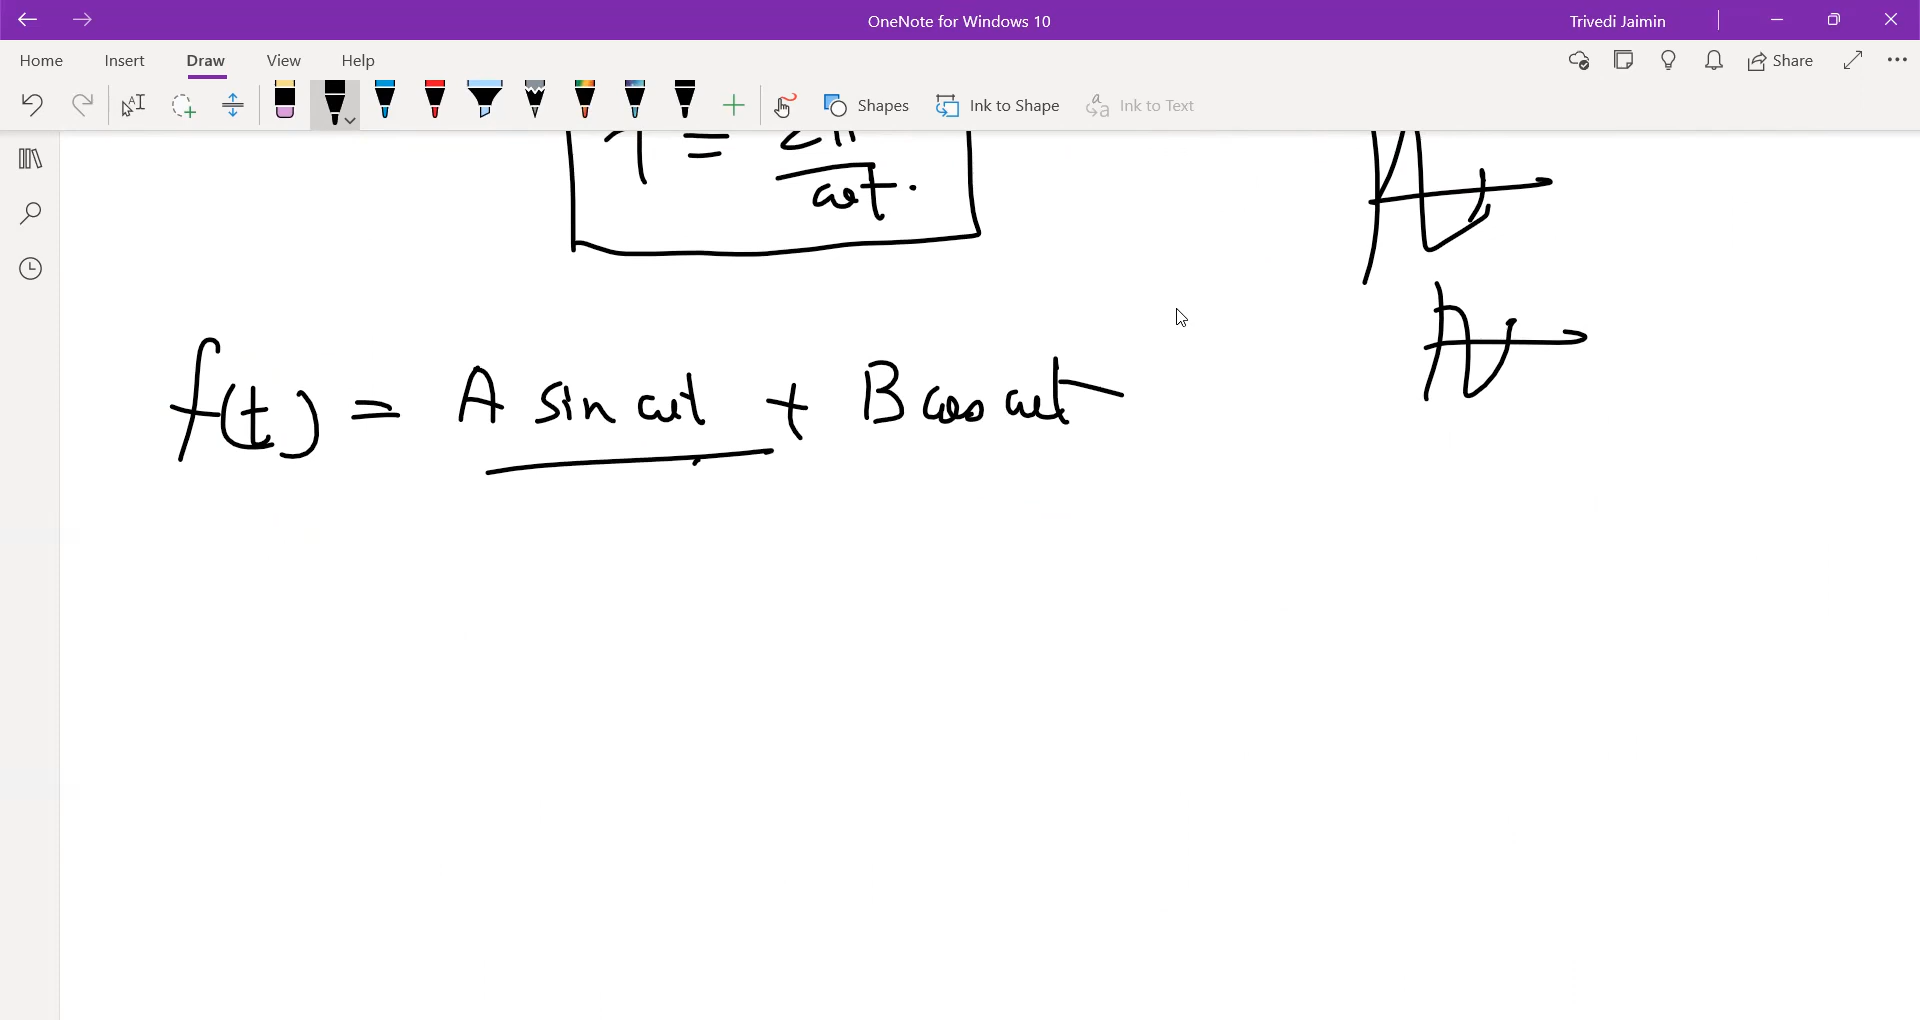 OneNote for Windows 10
Trivedi Jaimin
Home Insert Draw View Help
Share
Shapes
Ink to Shape
Ink to Text
T = 2π
ωt.
f(t) = A sin ωt + B cos ωt